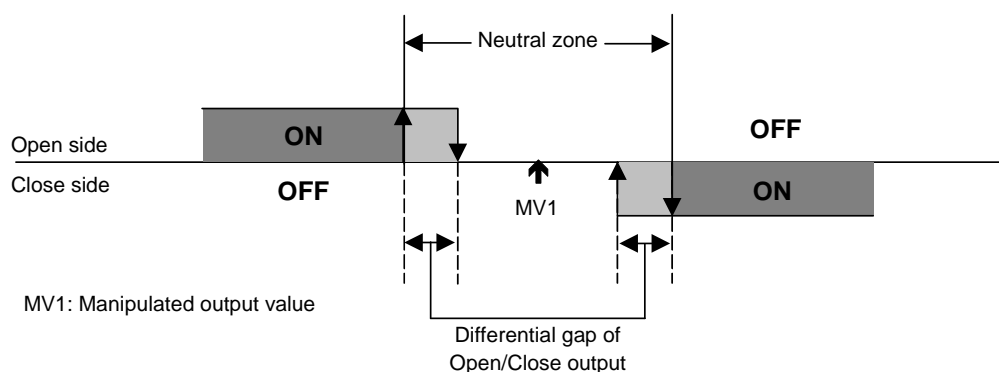 Neutral zone
Open side
ON
OFF
Close side
OFF
MV1
ON
MV1: Manipulated output value
Differential gap of
Open/Close output